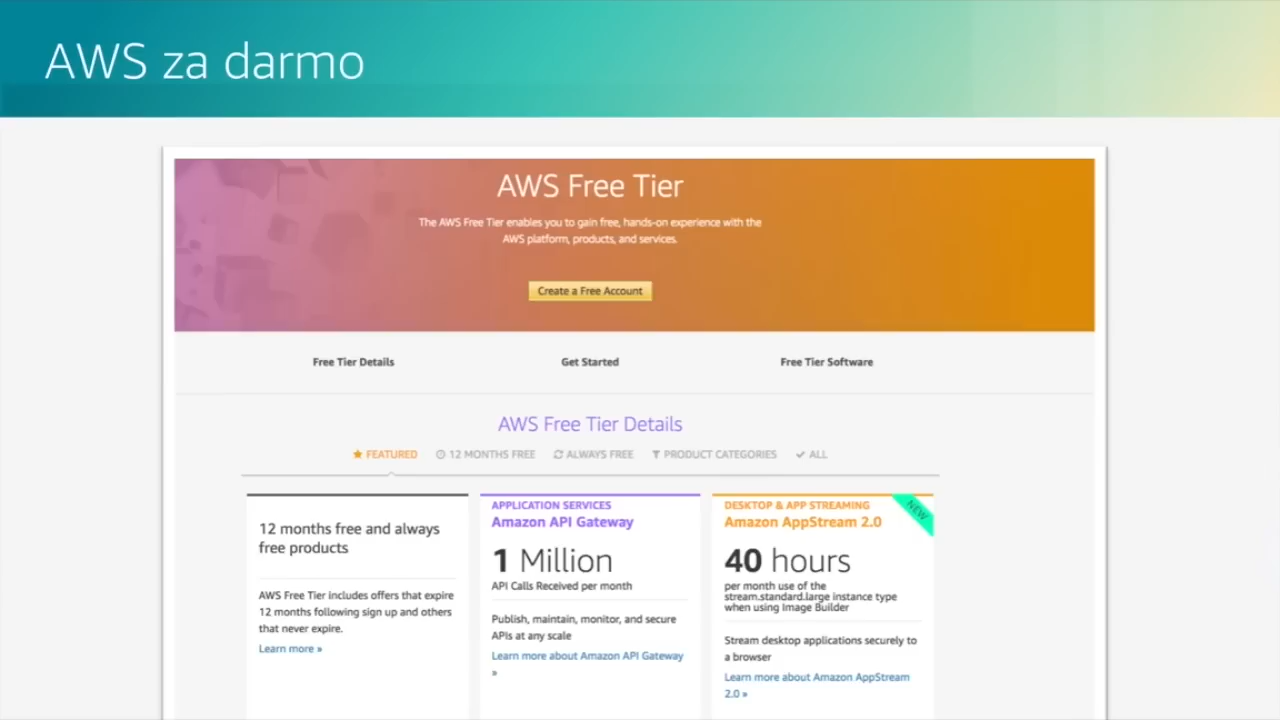 AWS za darmo
AWS Free Tier
The AWS Free Tier enables you to gain free, hands-on experience with the
AWS platform, products, and services.
Create a Free Account
Free Tier Details
Get Started
Free Tier Software
AWS Free Tier Details
FEATURED
12 MONTHS FREE
ALWAYS FREE
PRODUCT CATEGORIES
ALL
12 months free and always
free products
AWS Free Tier includes offers that expire
12 months following sign up and others
that never expire.
Learn more »
APPLICATION SERVICES
Amazon API Gateway
1 Million
API Calls Received per month
Publish, maintain, monitor, and secure
APIs at any scale
Learn more about Amazon API Gateway
»
DESKTOP & APP STREAMING
Amazon AppStream 2.0
NEW
40 hours
per month use of the
stream.standard.large instance type
when using Image Builder
Stream desktop applications securely to
a browser
Learn more about Amazon AppStream
2.0 »